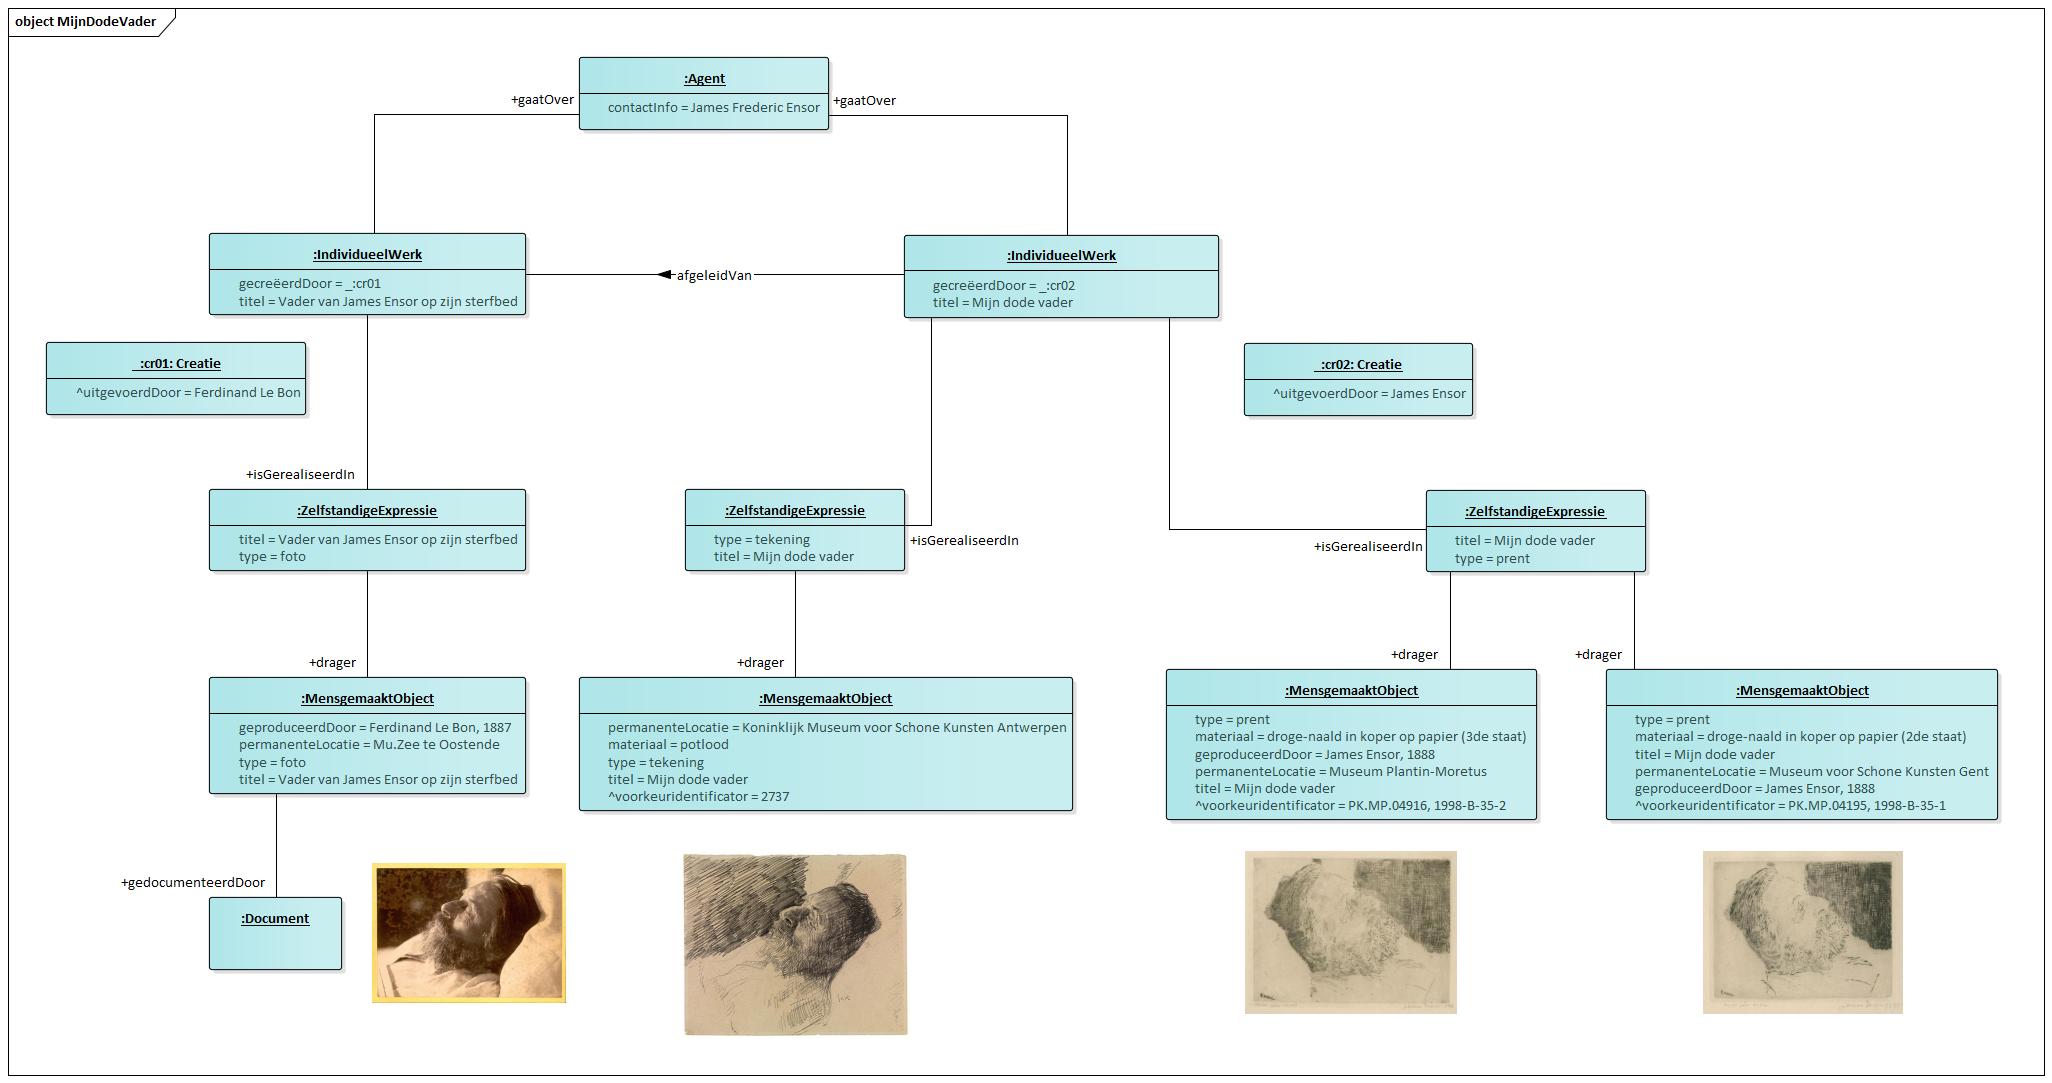 object MijnDodeVader
:Agent
contactInfo = James Frederic Ensor
+gaatOver
+gaatOver
:IndividueelWerk
gecreëerdDoor = _:cr01
titel = Vader van James Ensor op zijn sterfbed
afgeleidVan
:IndividueelWerk
gecreëerdDoor = _:cr02
titel = Mijn dode vader
_:cr01: Creatie
^uitgevoerdDoor = Ferdinand Le Bon
_:cr02: Creatie
^uitgevoerdDoor = James Ensor
+isGerealiseerdIn
:ZelfstandigeExpressie
titel = Vader van James Ensor op zijn sterfbed
type = foto
:ZelfstandigeExpressie
type = tekening
titel = Mijn dode vader
+isGerealiseerdIn
+isGerealiseerdIn
:ZelfstandigeExpressie
titel = Mijn dode vader
type = prent
+drager
:MensgemaaktObject
geproduceerdDoor = Ferdinand Le Bon, 1887
permanenteLocatie = Mu.Zee te Oostende
type = foto
titel = Vader van James Ensor op zijn sterfbed
+drager
:MensgemaaktObject
permanenteLocatie = Koninklijk Museum voor Schone Kunsten Antwerpen
materiaal = potlood
type = tekening
titel = Mijn dode vader
^voorkeuridentificator = 2737
+drager
:MensgemaaktObject
type = prent
materiaal = droge-naald in koper op papier (3de staat)
geproduceerdDoor = James Ensor, 1888
permanenteLocatie = Museum Plantin-Moretus
titel = Mijn dode vader
^voorkeuridentificator = PK.MP.04916, 1998-B-35-2
+drager
:MensgemaaktObject
type = prent
materiaal = droge-naald in koper op papier (2de staat)
titel = Mijn dode vader
permanenteLocatie = Museum voor Schone Kunsten Gent
geproduceerdDoor = James Ensor, 1888
^voorkeuridentificator = PK.MP.04195, 1998-B-35-1
+gedocumenteerdDoor
:Document